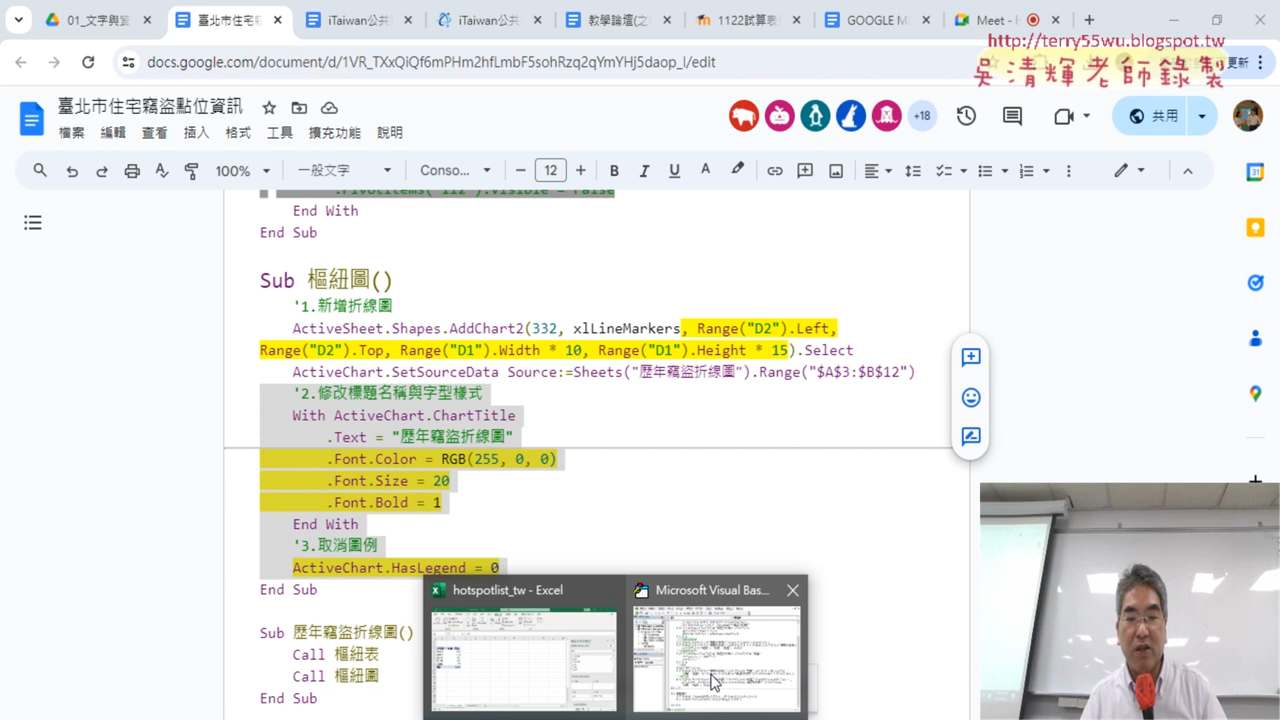 01_文字與資
臺北市住宅竊
iTaiwan公共
iTaiwan公共
教學論壇(之
1122試算表
GOOGLE M
Meet -
http://terry55wu.blogspot.tw
吳清輝老師錄製
docs.google.com/document/d/1VR_TXxQiQf6mPHm2hfLmbF5sohRzq2qYmYHj5daop_I/edit
更新
臺北市住宅竊盜點位資訊
檔案 編輯 查看 插入 格式 工具 擴充功能 說明
+18
共用
100% 一般文字 Conso... 12
.PivotItems("112").Visible = False
End With
End Sub
Sub 樞紐圖()
'1.新增折線圖
ActiveSheet.Shapes.AddChart2(332, xlLineMarkers, Range("D2").Left,
Range("D2").Top, Range("D1").Width * 10, Range("D1").Height * 15).Select
ActiveChart.SetSourceData Source:=Sheets("歷年竊盜折線圖").Range("$A$3:$B$12")
'2.修改標題名稱與字型樣式
With ActiveChart.ChartTitle
.Text = "歷年竊盜折線圖"
.Font.Color = RGB(255, 0, 0)
.Font.Size = 20
.Font.Bold = 1
End With
'3.取消圖例
ActiveChart.HasLegend = 0
End Sub
hotspotlist_tw - Excel
Microsoft Visual Bas...
Sub 歷年竊盜折線圖()
Call 樞紐表
Call 樞紐圖
End Sub